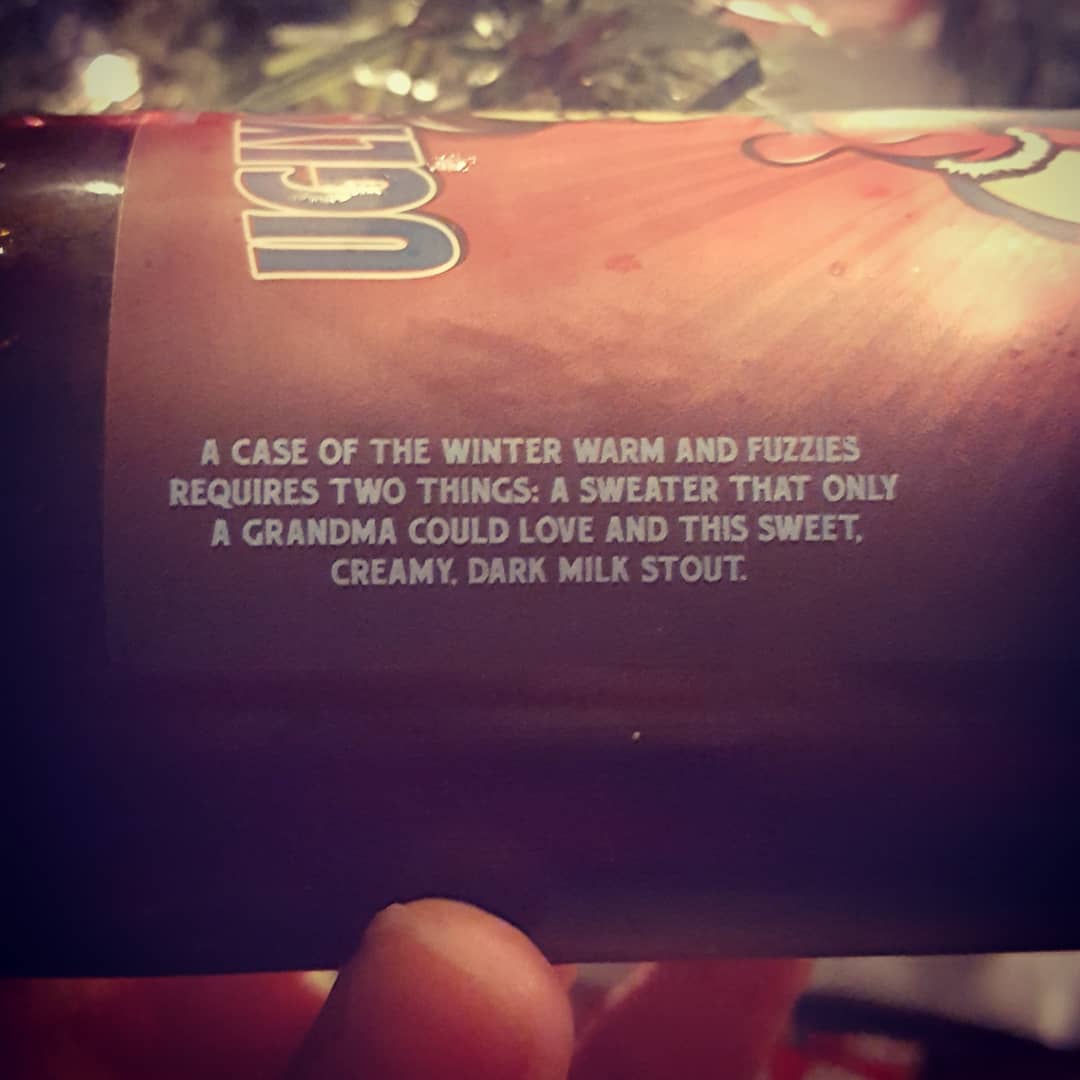 UGLY
A CASE OF THE WINTER WARM AND FUZZIES
REQUIRES TWO THINGS: A SWEATER THAT ONLY
A GRANDMA COULD LOVE AND THIS SWEET,
CREAMY, DARK MILK STOUT.